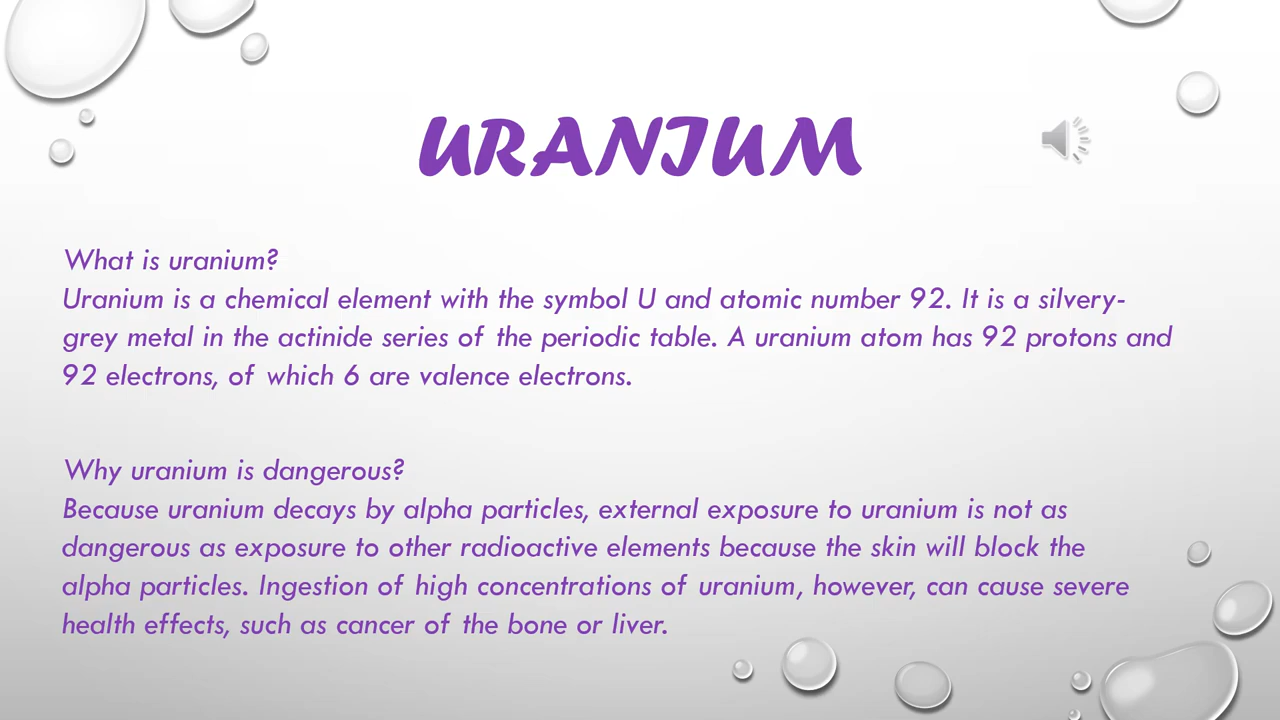 URANIUM
What is uranium?
Uranium is a chemical element with the symbol U and atomic number 92. It is a silvery-
grey metal in the actinide series of the periodic table. A uranium atom has 92 protons and
92 electrons, of which 6 are valence electrons.
Why uranium is dangerous?
Because uranium decays by alpha particles, external exposure to uranium is not as
dangerous as exposure to other radioactive elements because the skin will block the
alpha particles. Ingestion of high concentrations of uranium, however, can cause severe
health effects, such as cancer of the bone or liver.